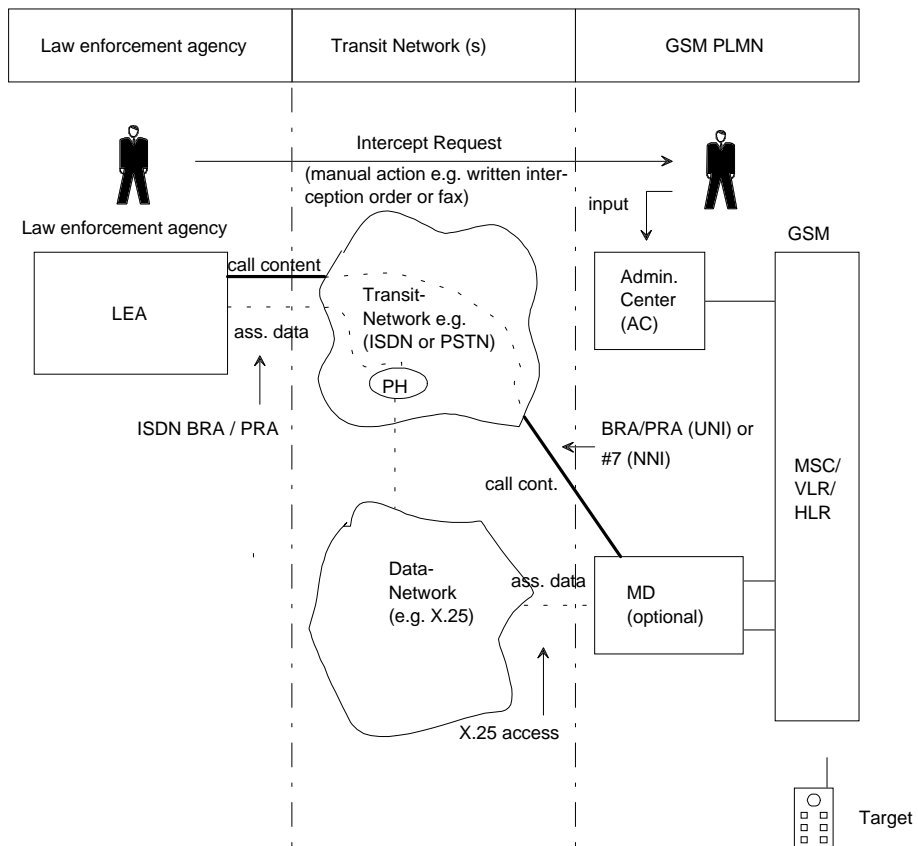 Law enforcement agency
Transit Network (s)
GSM PLMN
Intercept Request
(manual action e.g. written inter-
ception order or fax)
input
Law enforcement agency
GSM
call content
LEA
ass. data
Transit-
Network e.g.
(ISDN or PSTN)
PH
Admin.
Center
(AC)
ISDN BRA / PRA
BRA/PRA (UNI) or
#7 (NNI)
call cont.
MSC/
VLR/
HLR
Data-
Network
(e.g. X.25)
ass. data
MD
(optional)
X.25 access
Target